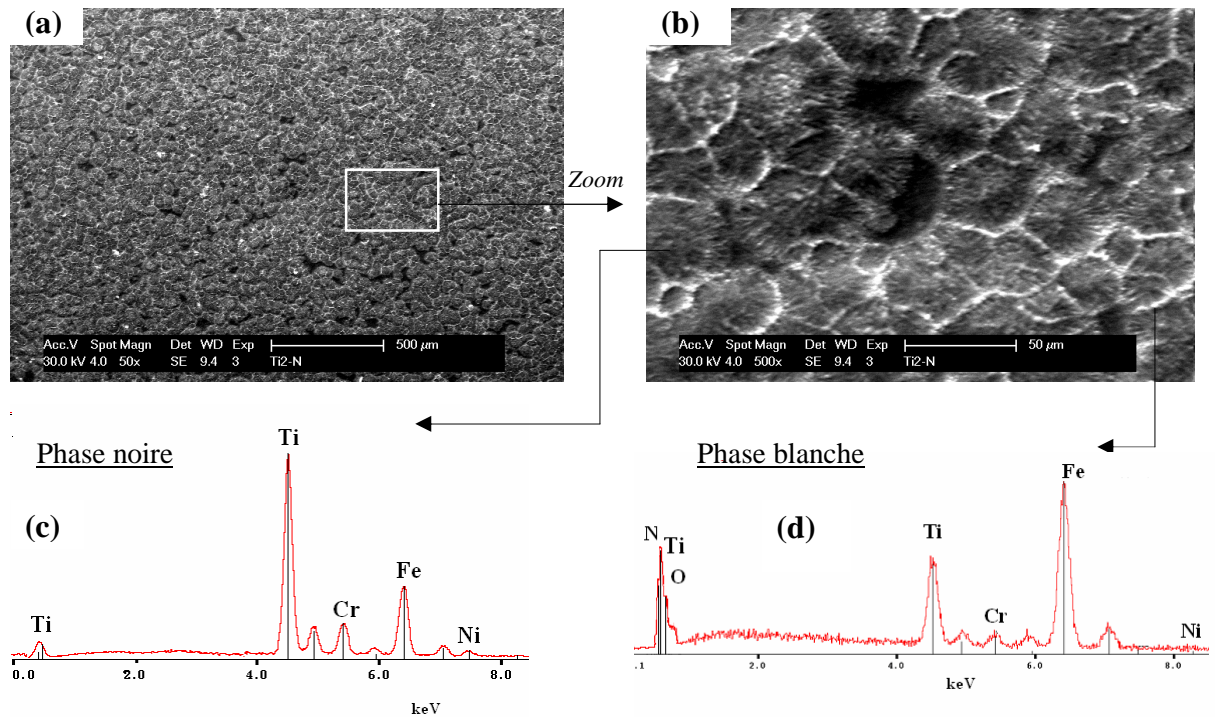 (a)
Acc.V Spot Magn Det WD Exp 500 µm
30.0 kV 4.0 50x SE 9.4 3 Ti2-N
Zoom
(b)
Acc.V Spot Magn Det WD Exp 50 µm
30.0 kV 4.0 500x SE 9.4 3 Ti2-N
Phase noire
(c)
Ti
Ti
Cr
Fe
Ni
0.0 4.0 6.0 8.0
keV
Phase blanche
(d)
N
Ti
O
Ti
Cr
Fe
Ni
.1 2.0 4.0 6.0 8.0
keV